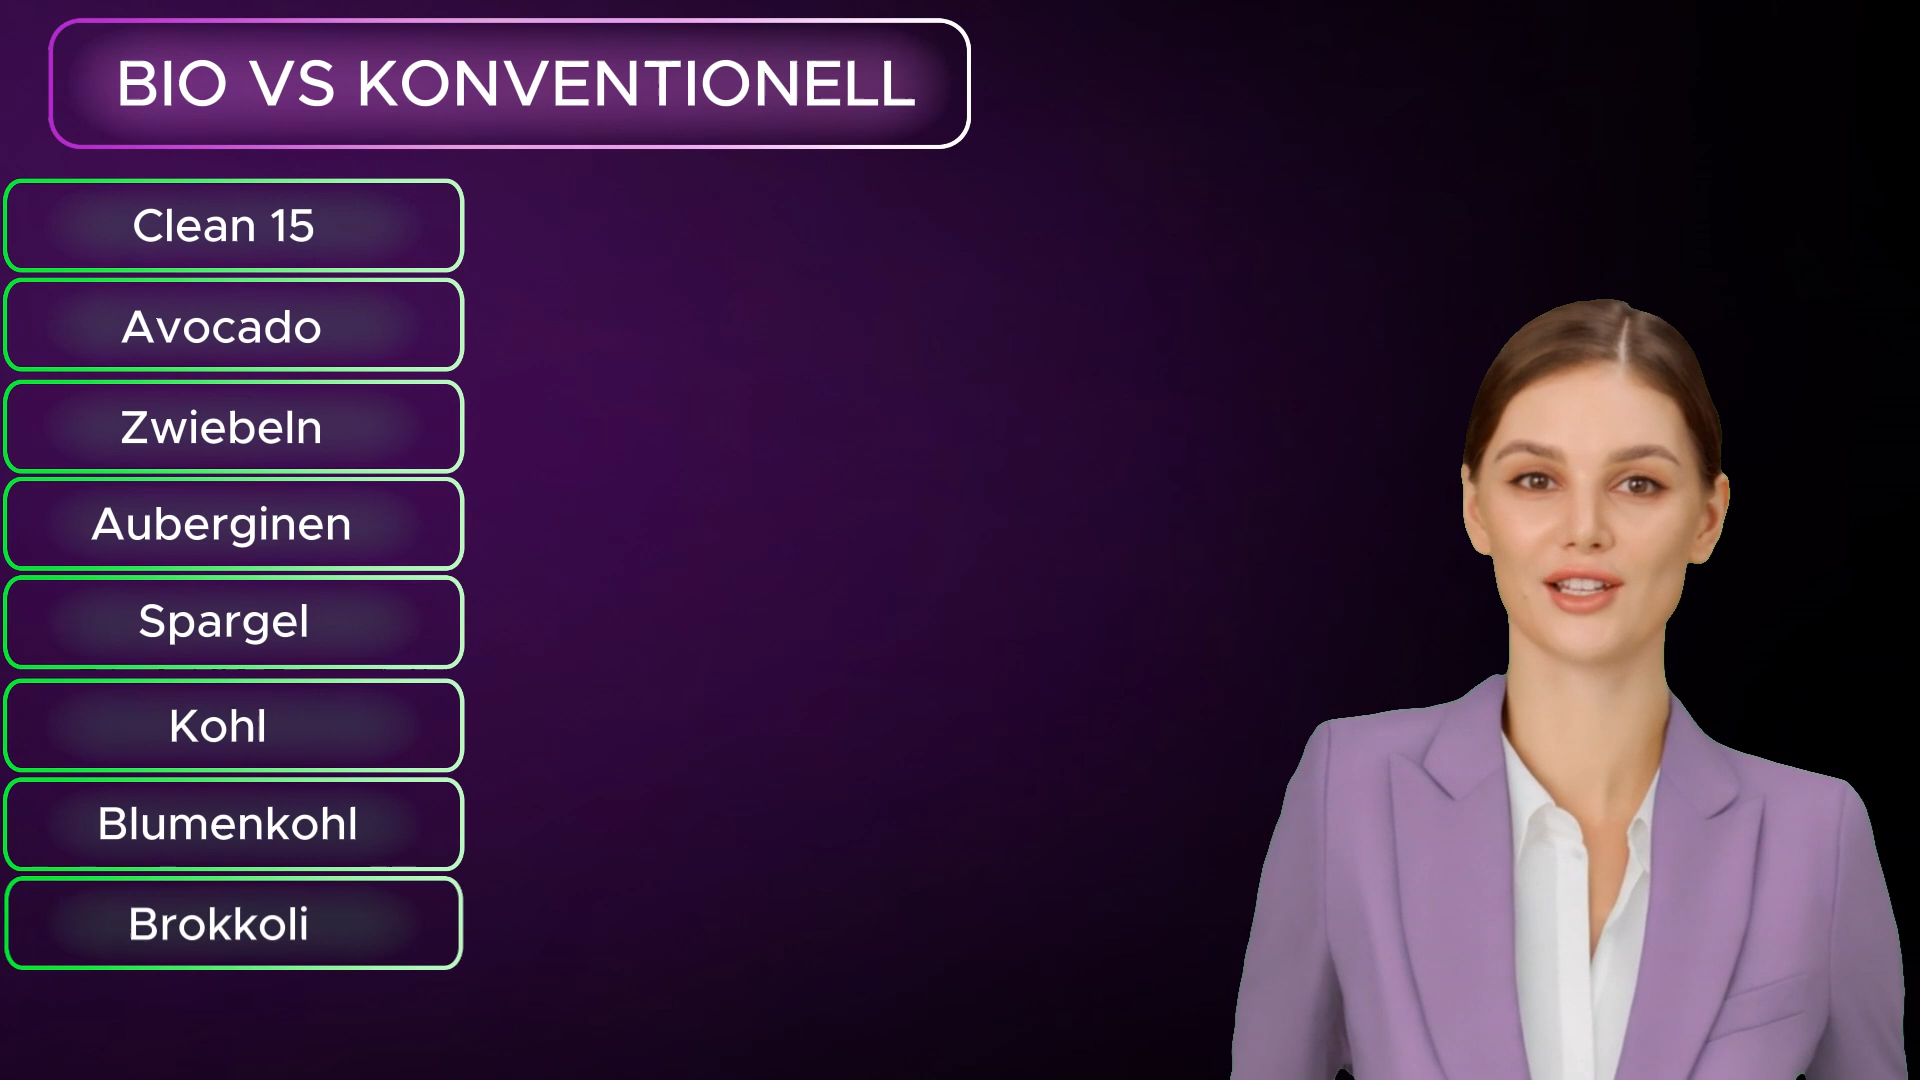 BIO VS KONVENTIONELL
Clean 15
Avocado
Zwiebeln
Auberginen
Spargel
Kohl
Blumenkohl
Brokkoli